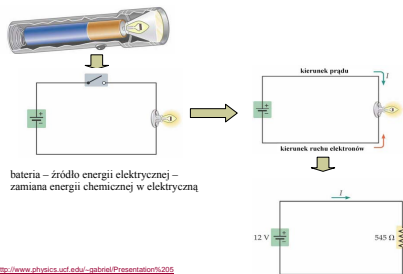 kierunek prądu
I
kierunek ruchu elektronów
bateria – źródło energii elektrycznej –
zamiana energii chemicznej w elektryczną
I
12 V
545 Ω
ttp://www.physics.ucf.edu/~gabriel/Presentation%205